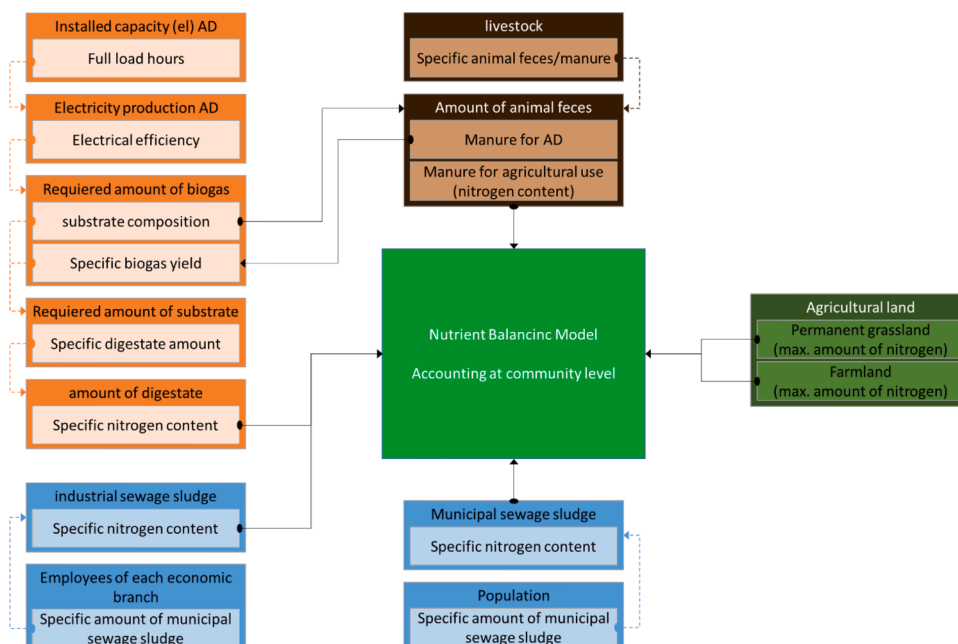 Installed capacity (el) AD
Full load hours
Electricity production AD
Electrical efficiency
Requiered amount of biogas
substrate composition
Specific biogas yield
Requiered amount of substrate
Specific digestate amount
amount of digestate
Specific nitrogen content
industrial sewage sludge
Specific nitrogen content
Employees of each economic
branch
Specific amount of municipal
sewage sludge
livestock
Specific animal feces/manure
Amount of animal feces
Manure for AD
Manure for agricultural use
(nitrogen content)
Nutrient Balancinc Model
Accounting at community level
Municipal sewage sludge
Specific nitrogen content
Population
Specific amount of municipal
sewage sludge
Agricultural land
Permanent grassland
(max. amount of nitrogen)
Farmland
(max. amount of nitrogen)